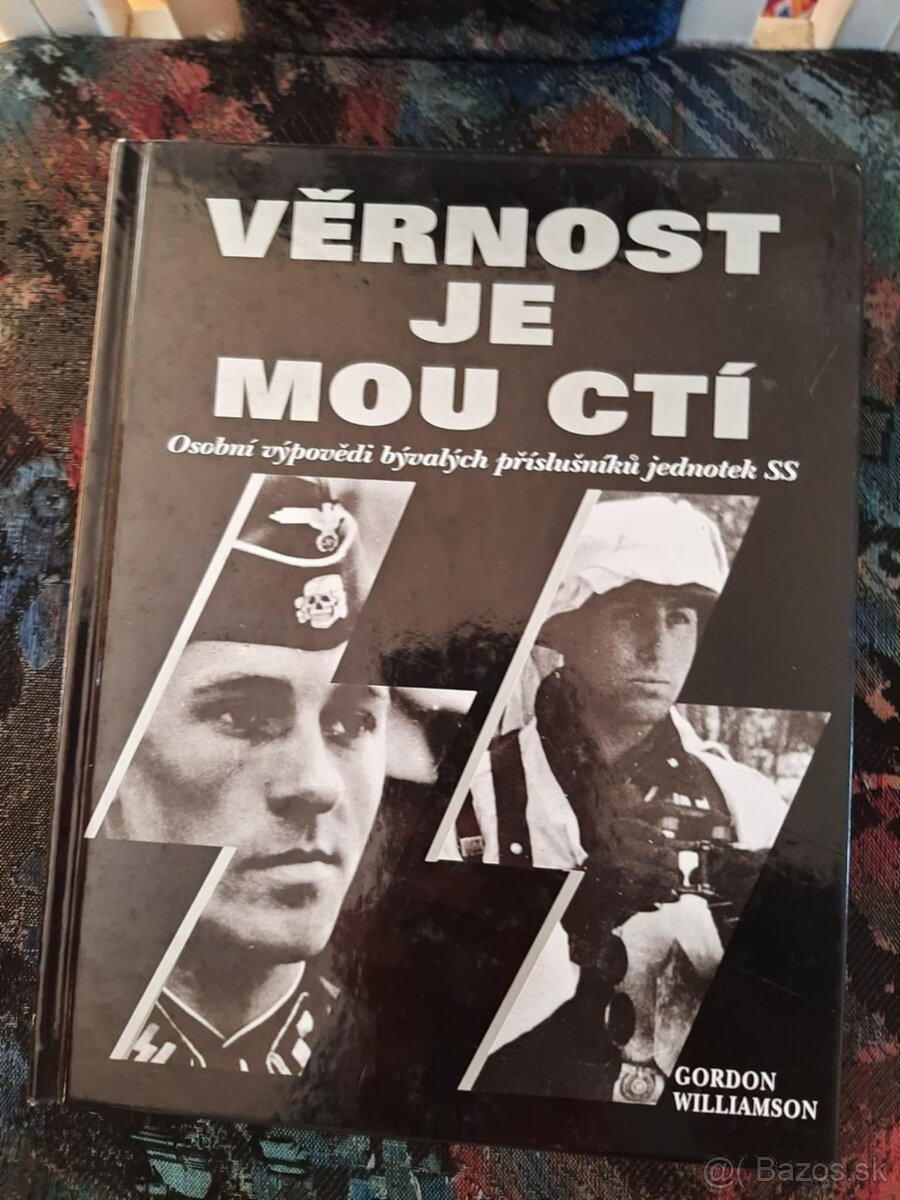 VĚRNOST
JE
MOU CTÍ
Osobní výpovědi bývalých příslušníků jednotek SS
GORDON
WILLIAMSON
@( Bazos.sk